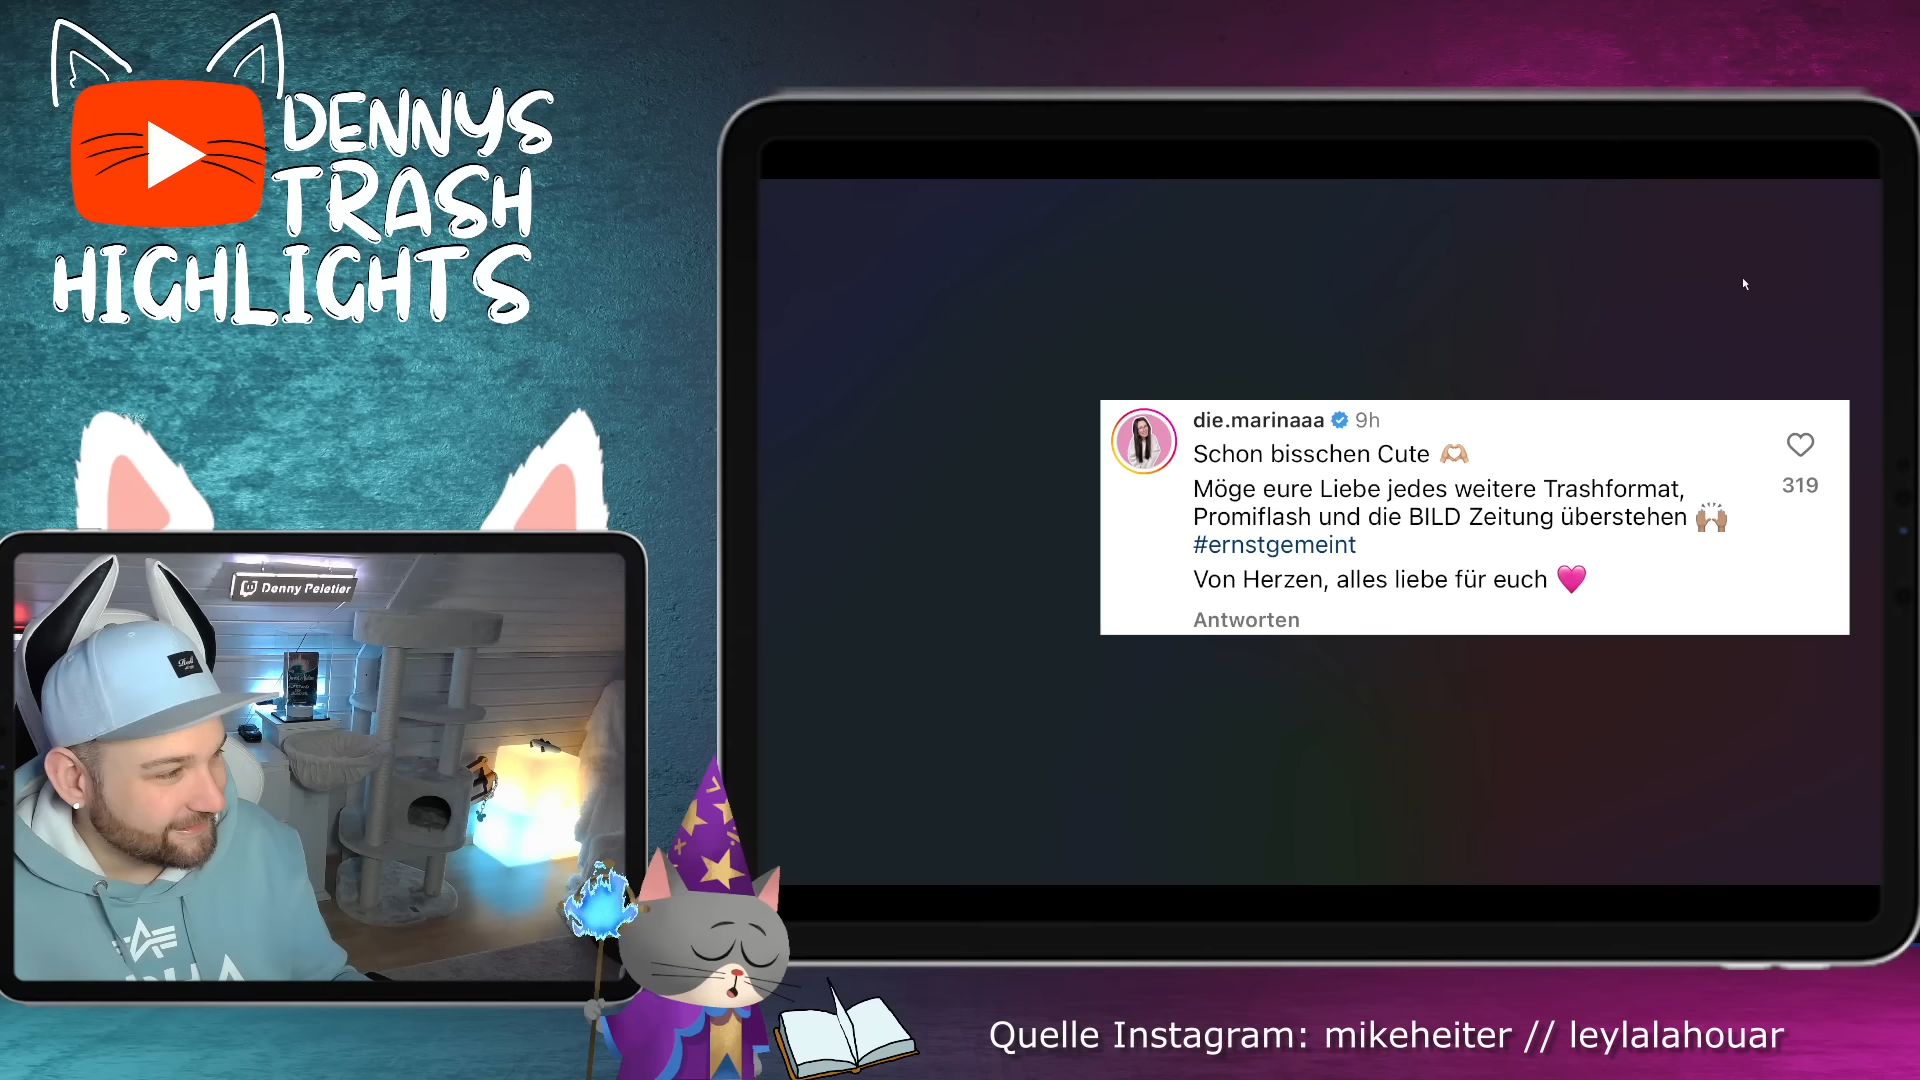 DENNYS
TRASH
HIGHLIGHTS
die.marinaaa 9h
Schon bisschen Cute 🫶🏼
Möge eure Liebe jedes weitere Trashformat,
Promiflash und die BILD Zeitung überstehen 🙌🏽
#ernstgemeint
Von Herzen, alles liebe für euch 🩷
Antworten
319
Denny Peletier
Quelle Instagram: mikeheiter // leylalahouar